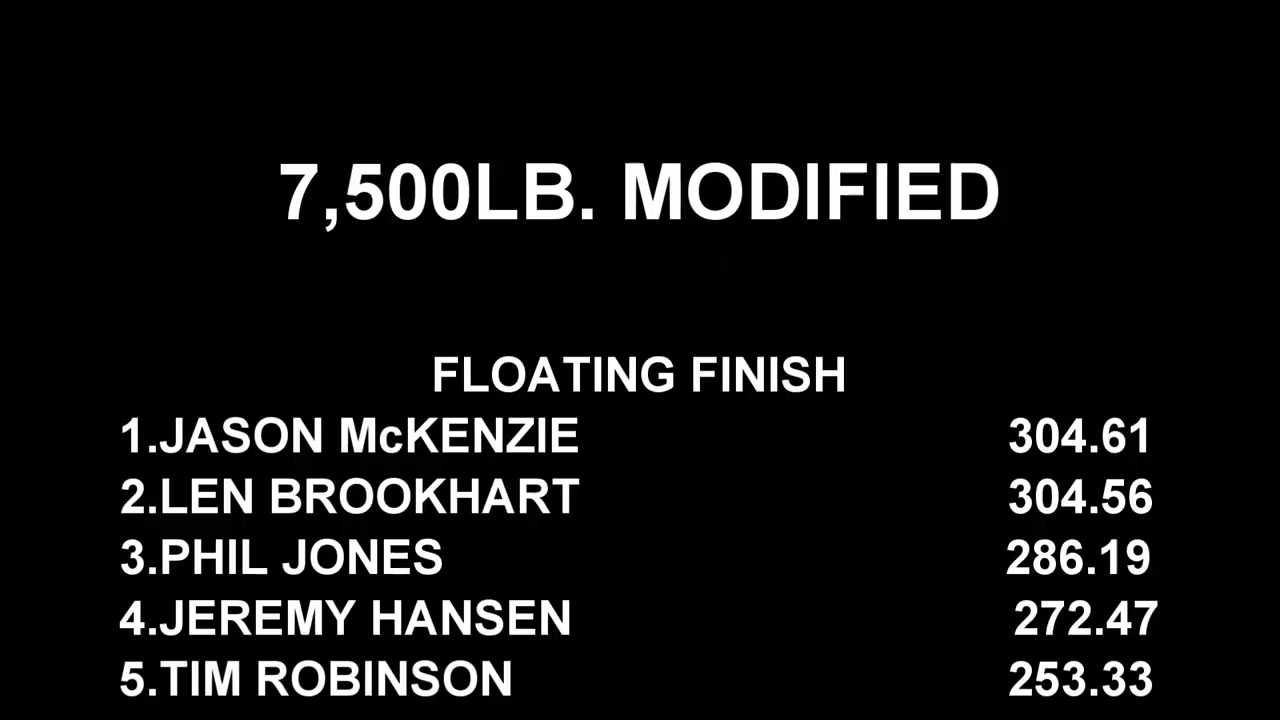 7,500LB. MODIFIED
FLOATING FINISH
1.JASON McKENZIE 304.61
2.LEN BROOKHART 304.56
3.PHIL JONES 286.19
4.JEREMY HANSEN 272.47
5.TIM ROBINSON 253.33